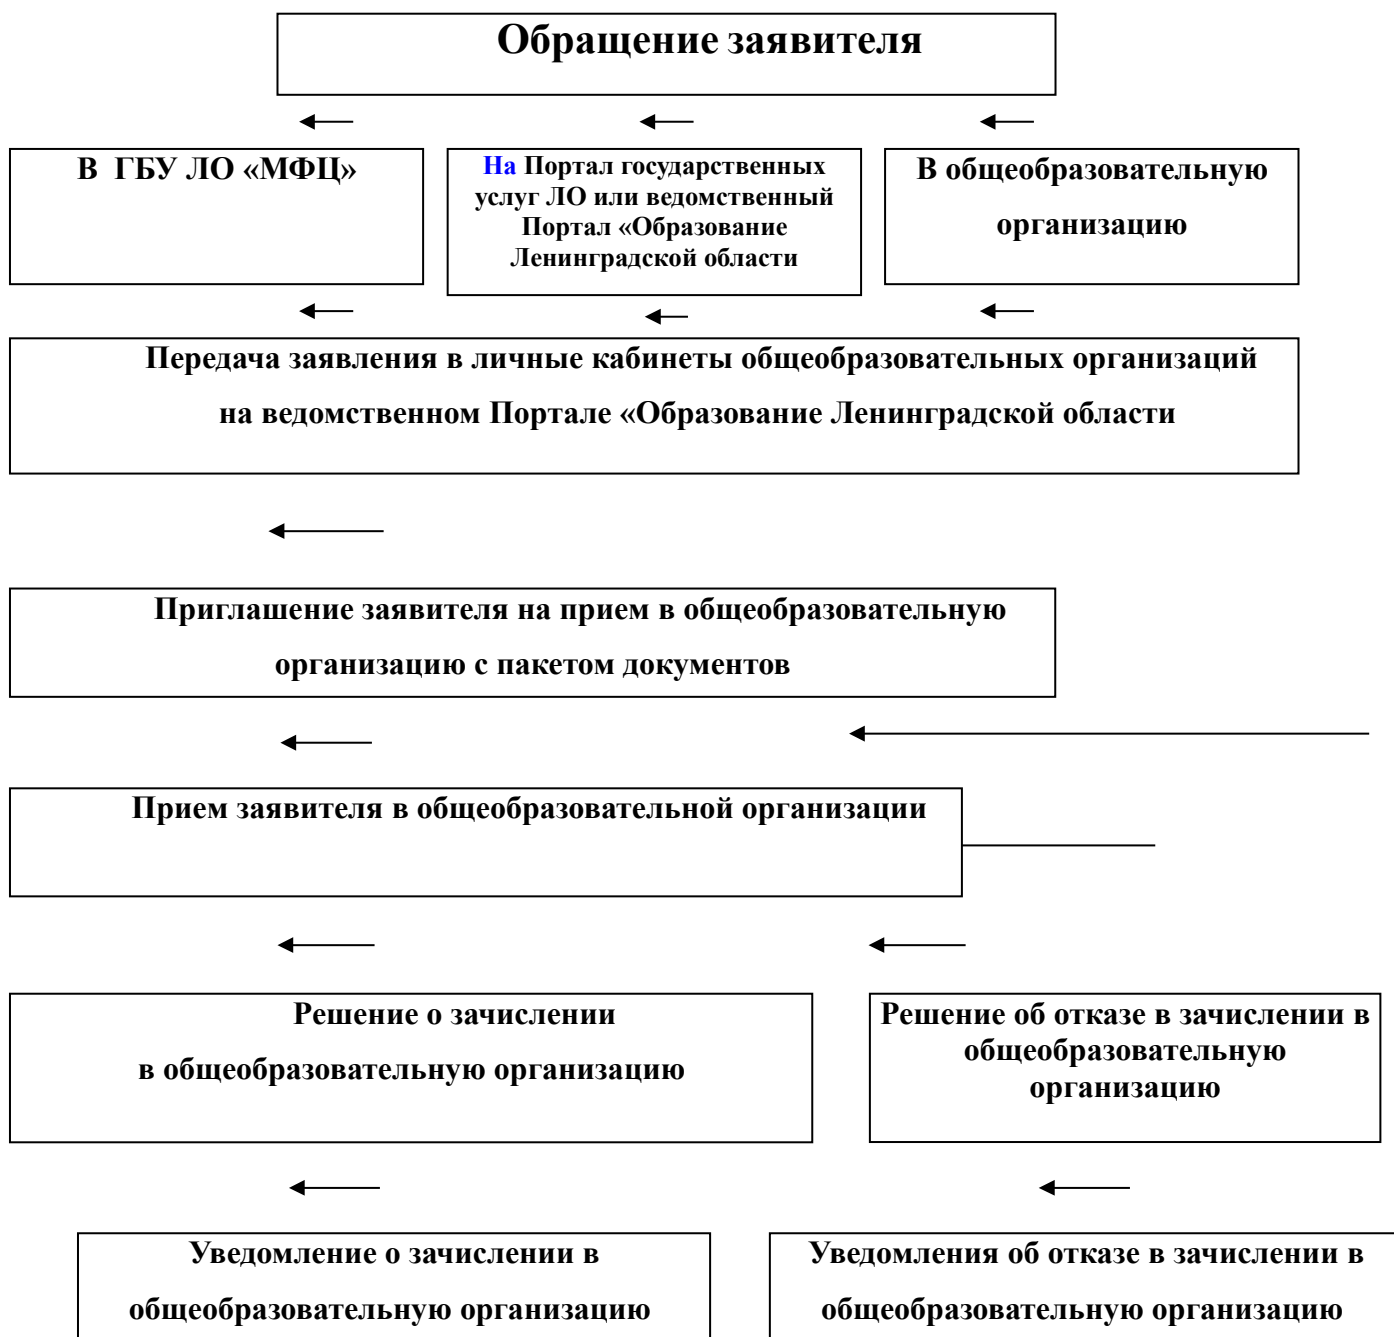 Обращение заявителя
В ГБУ ЛО «МФЦ»
На Портал государственных
услуг ЛО или ведомственный
Портал «Образование
Ленинградской области
В общеобразовательную
организацию
Передача заявления в личные кабинеты общеобразовательных организаций
на ведомственном Портале «Образование Ленинградской области
Приглашение заявителя на прием в общеобразовательную
организацию с пакетом документов
Прием заявителя в общеобразовательной организации
Решение о зачислении
в общеобразовательную организацию
Решение об отказе в зачислении в
общеобразовательную
организацию
Уведомление о зачислении в
общеобразовательную организацию
Уведомления об отказе в зачислении в
общеобразовательную организацию